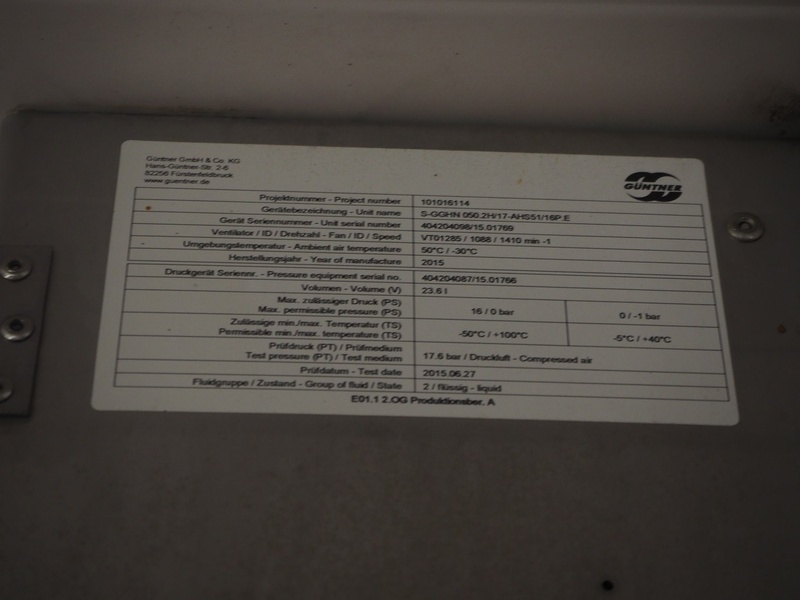 Güntner GmbH & Co. KG
Hans-Güntner-Str. 2-6
82256 Fürstenfeldbruck
www.guentner.de
GÜNTNER
Projektnummer - Project number 101016114
Gerätebezeichnung - Unit name S-GGHN 050.2H/17-AHS51/16P.E
Gerät Seriennummer - Unit serial number 404204098/15.01769
Ventilator / ID / Drehzahl - Fan / ID / Speed VT01285 / 1088 / 1410 min -1
Umgebungstemperatur - Ambient air temperature 50°C / -30°C
Herstellungsjahr - Year of manufacture 2015
Druckgerät Seriennr. - Pressure equipment serial no. 404204087/15.01766
Volumen - Volume (V) 23.6 l
Max. zulässiger Druck (PS)
Max. permissible pressure (PS) 16 / 0 bar 0 / -1 bar
Zulässige min./max. Temperatur (TS)
Permissible min./max. temperature (TS) -50°C / +100°C -5°C / +40°C
Prüfdruck (PT) / Prüfmedium
Test pressure (PT) / Test medium 17.6 bar / Druckluft - Compressed air
Prüfdatum - Test date 2015.06.27
Fluidgruppe / Zustand - Group of fluid / State 2 / flüssig - liquid
E01.1 2.OG Produktionsber. A